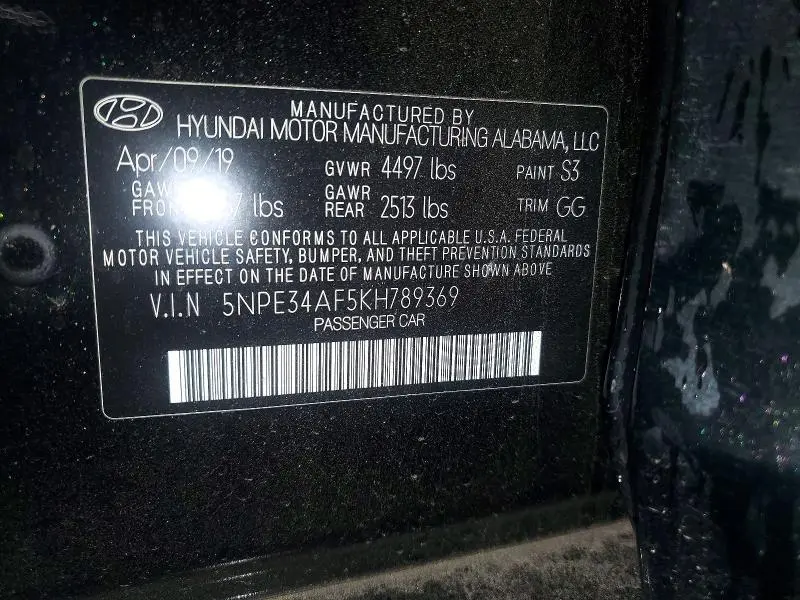 MANUFACTURED BY
HYUNDAI MOTOR MANUFACTURING ALABAMA, LLC
Apr/09/19 GVWR 4497 lbs PAINT S3
GAWR FRONT lbs GAWR REAR 2513 lbs TRIM GG
THIS VEHICLE CONFORMS TO ALL APPLICABLE U.S.A. FEDERAL
MOTOR VEHICLE SAFETY, BUMPER, AND THEFT PREVENTION STANDARDS
IN EFFECT ON THE DATE OF MANUFACTURE SHOWN ABOVE
V.I.N 5NPE34AF5KH789369
PASSENGER CAR